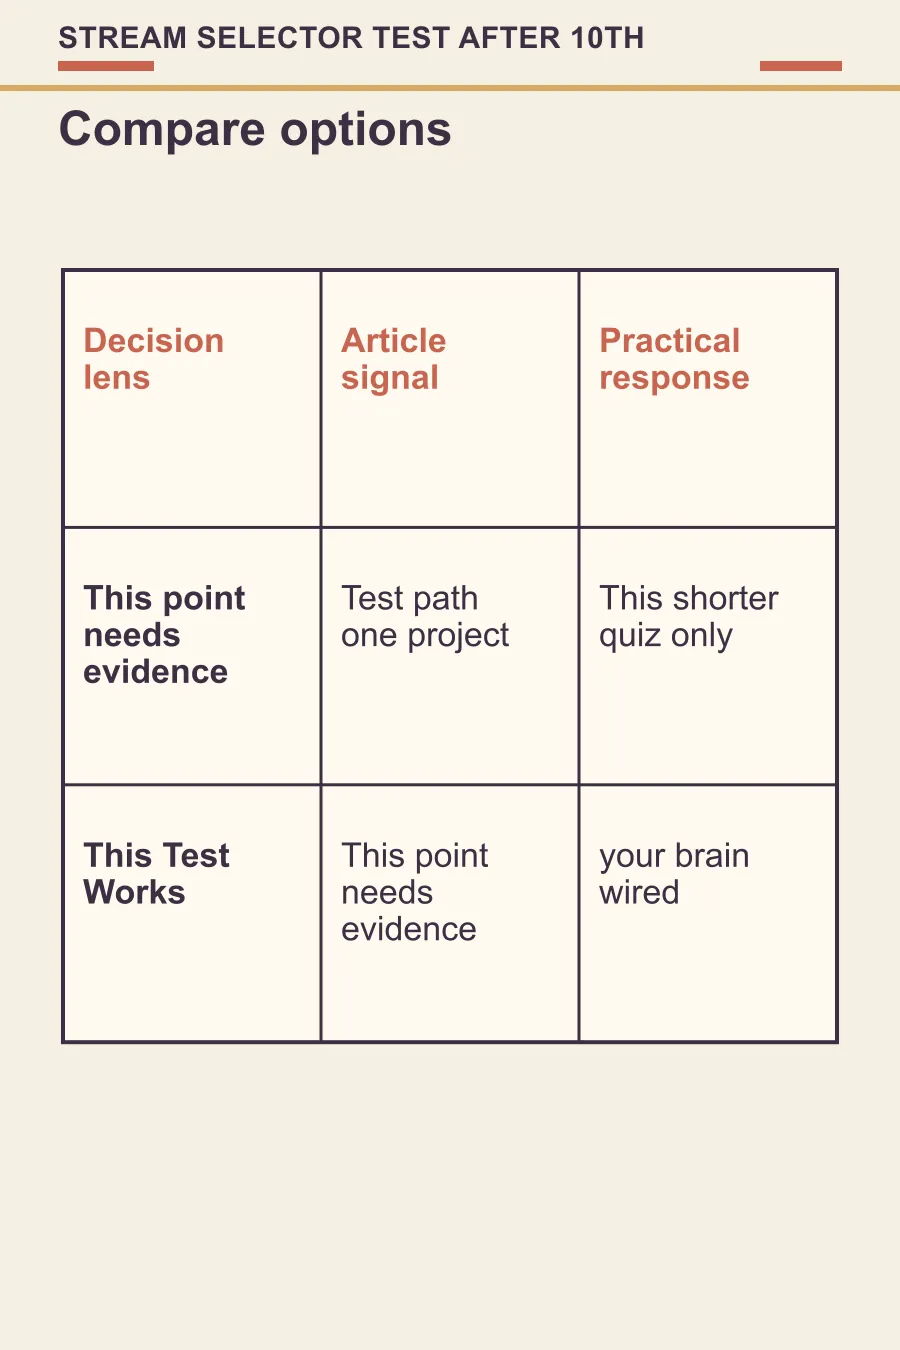 STREAM SELECTOR TEST AFTER 10TH
Compare options
Decision
lens
Article
signal
Practical
response
This point
needs
evidence
Test path
one project
This shorter
quiz only
This Test
Works
This point
needs
evidence
your brain
wired